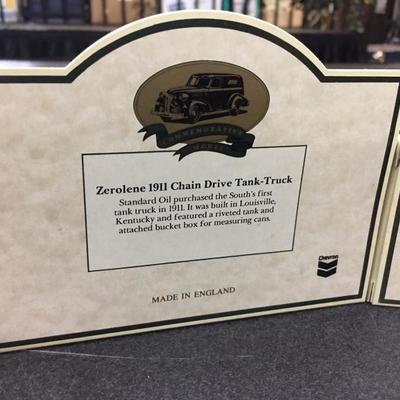 COMMEMORATIVE
MODELS
Zerolene 1911 Chain Drive Tank-Truck
Standard Oil purchased the South's first
tank truck in 1911. It was built in Louisville,
Kentucky and featured a riveted tank and
attached bucket box for measuring cans.
Chevron
MADE IN ENGLAND